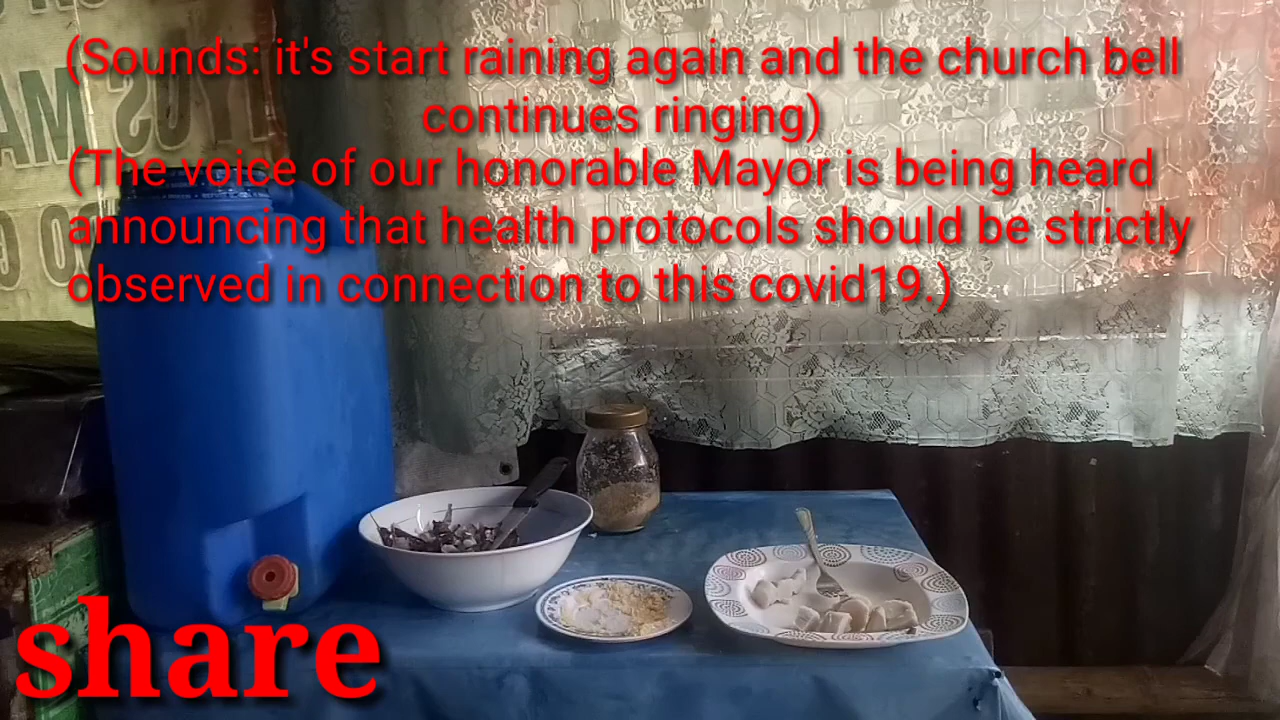 (Sounds: it's start raining again and the church bell
continues ringing)
(The voice of our honorable Mayor is being heard
announcing that health protocols should be strictly
observed in connection to this covid19.)
share